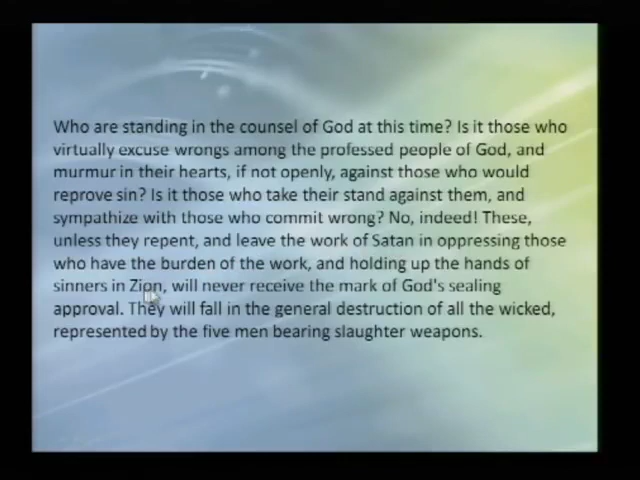 Who are standing in the counsel of God at this time? Is it those who
virtually excuse wrongs among the professed people of God, and
murmur in their hearts, if not openly, against those who would
reprove sin? Is it those who take their stand against them, and
sympathize with those who commit wrong? No, indeed! These,
unless they repent, and leave the work of Satan in oppressing those
who have the burden of the work, and holding up the hands of
sinners in Zion, will never receive the mark of God's sealing
approval. They will fall in the general destruction of all the wicked,
represented by the five men bearing slaughter weapons.